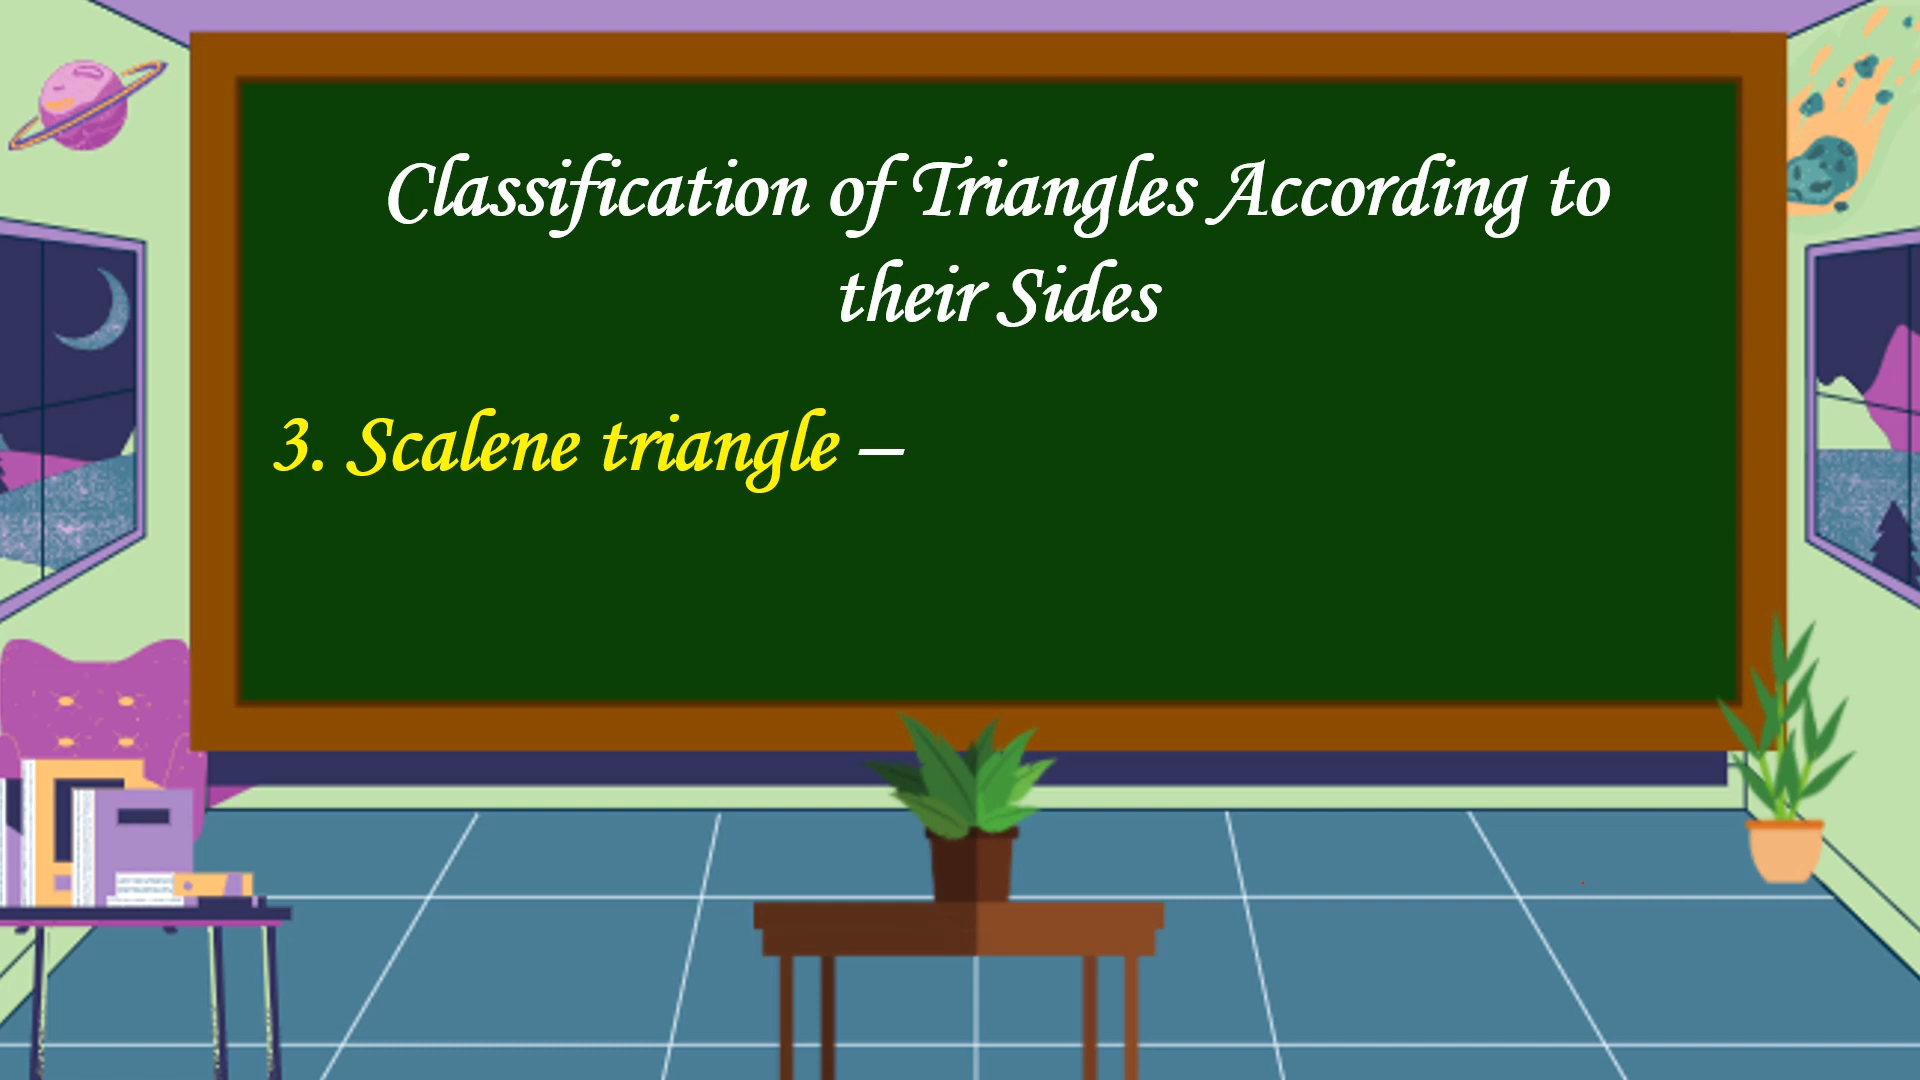 Classification of Triangles According to
their Sides
3. Scalene triangle –